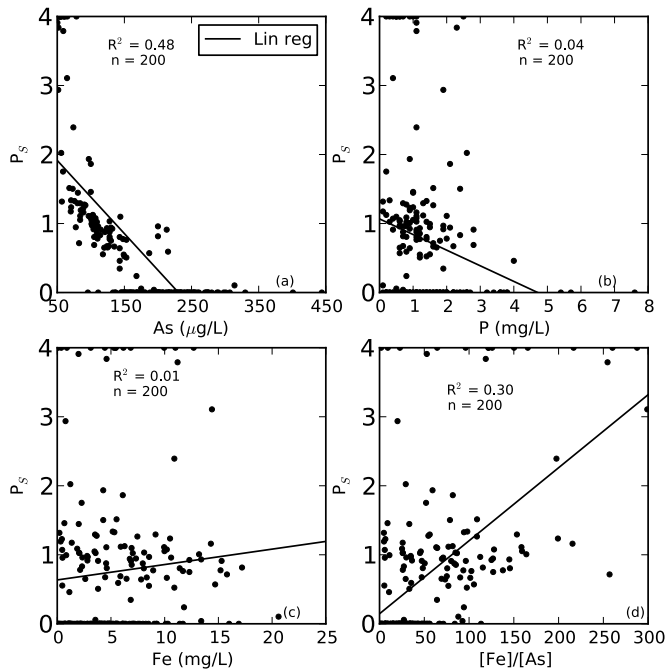 R² = 0.48
n = 200
Lin reg
4
3
2
1
0
P_S
(a)
50 150 250 350 450
As (μg/L)
R² = 0.04
n = 200
4
3
2
1
0
P_S
(b)
0 1 2 3 4 5 6 7 8
P (mg/L)
R² = 0.01
n = 200
4
3
2
1
0
P_S
(c)
0 5 10 15 20 25
Fe (mg/L)
R² = 0.30
n = 200
4
3
2
1
0
P_S
(d)
0 50 100 150 200 250 300
[Fe]/[As]